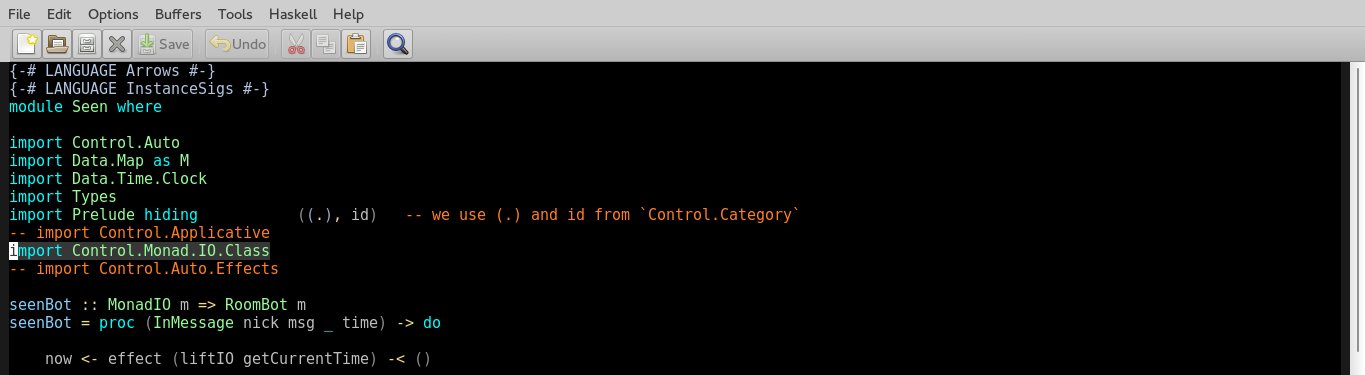 File Edit Options Buffers Tools Haskell Help
Save Undo
{-# LANGUAGE Arrows #-}
{-# LANGUAGE InstanceSigs #-}
module Seen where
import Control.Auto
import Data.Map as M
import Data.Time.Clock
import Types
import Prelude hiding           ((.), id)   -- we use (.) and id from `Control.Category`
-- import Control.Applicative
import Control.Monad.IO.Class
-- import Control.Auto.Effects
seenBot :: MonadIO m => RoomBot m
seenBot = proc (InMessage nick msg _ time) -> do
    now <- effect (liftIO getCurrentTime) -< ()